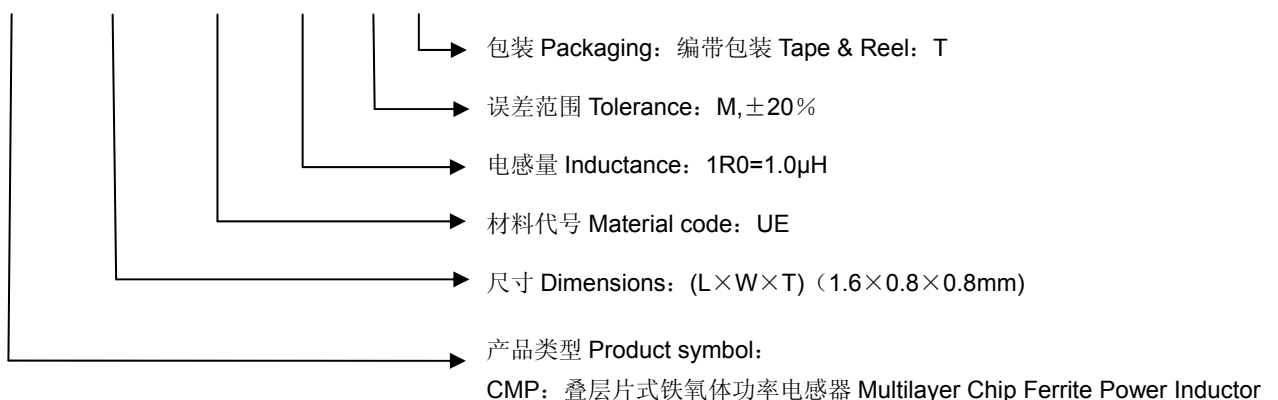 包装 Packaging：编带包装 Tape & Reel：T
误差范围 Tolerance：M,±20％
电感量 Inductance：1R0=1.0μH
材料代号 Material code：UE
尺寸 Dimensions：(L×W×T)（1.6×0.8×0.8mm)
产品类型 Product symbol：
CMP：叠层片式铁氧体功率电感器 Multilayer Chip Ferrite Power Inductor